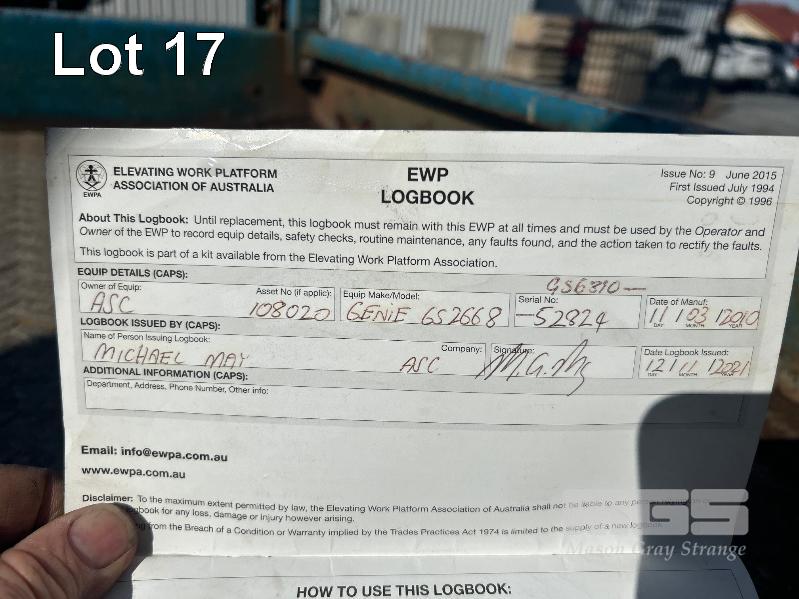 Lot 17
EWPA
ELEVATING WORK PLATFORM
ASSOCIATION OF AUSTRALIA
EWP
LOGBOOK
Issue No: 9 June 2015
First Issued July 1994
Copyright © 1996
About This Logbook: Until replacement, this logbook must remain with this EWP at all times and must be used by the Operator and
Owner of the EWP to record equip details, safety checks, routine maintenance, any faults found, and the action taken to rectify the faults.
This logbook is part of a kit available from the Elevating Work Platform Association.
EQUIP DETAILS (CAPS):
Owner of Equip:
ASC
Asset No (if applic):
108020
Equip Make/Model:
GENIE GS2668
GS6810—
Serial No:
—52824
Date of Manuf:
11 / 03 / 2010
DAY MONTH YEAR
LOGBOOK ISSUED BY (CAPS):
Name of Person Issuing Logbook:
MICHAEL MAY
Company:
ASC
Signature:
Date Logbook Issued:
12 / 11 / 2021
DAY MONTH YEAR
ADDITIONAL INFORMATION (CAPS):
Department, Address, Phone Number, Other info:
Email: info@ewpa.com.au
www.ewpa.com.au
Disclaimer: To the maximum extent permitted by law, the Elevating Work Platform Association of Australia shall not be liable to any
logbook for any loss, damage or injury however arising.
from the Breach of a Condition or Warranty implied by the Trades Practices Act 1974 is limited to the supply of a new logbook
GS
Mason Gray Strange
HOW TO USE THIS LOGBOOK: